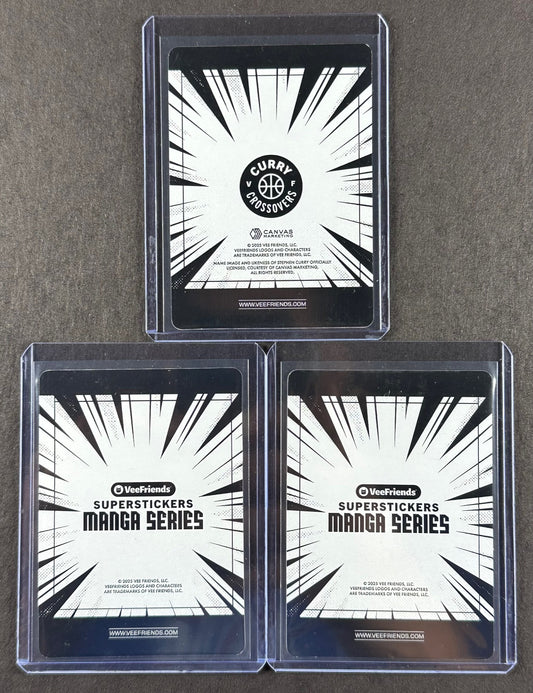 CURRY
V F
CROSSOVERS
CANVAS
MARKETING
© 2025 VEE FRIENDS, LLC.
VEEFRIENDS LOGOS AND CHARACTERS
ARE TRADEMARKS OF VEE FRIENDS, LLC.
NAME IMAGE AND LIKENESS OF STEPHEN CURRY OFFICIALLY
LICENSED, COURTESY OF CANVAS MARKETING,
ALL RIGHTS RESERVED.
WWW.VEEFRIENDS.COM
VeeFriends
SUPERSTICKERS
MANGA SERIES
© 2025 VEE FRIENDS, LLC.
VEEFRIENDS LOGOS AND CHARACTERS
ARE TRADEMARKS OF VEE FRIENDS, LLC.
WWW.VEEFRIENDS.COM
VeeFriends
SUPERSTICKERS
MANGA SERIES
© 2025 VEE FRIENDS, LLC.
VEEFRIENDS LOGOS AND CHARACTERS
ARE TRADEMARKS OF VEE FRIENDS, LLC.
WWW.VEEFRIENDS.COM